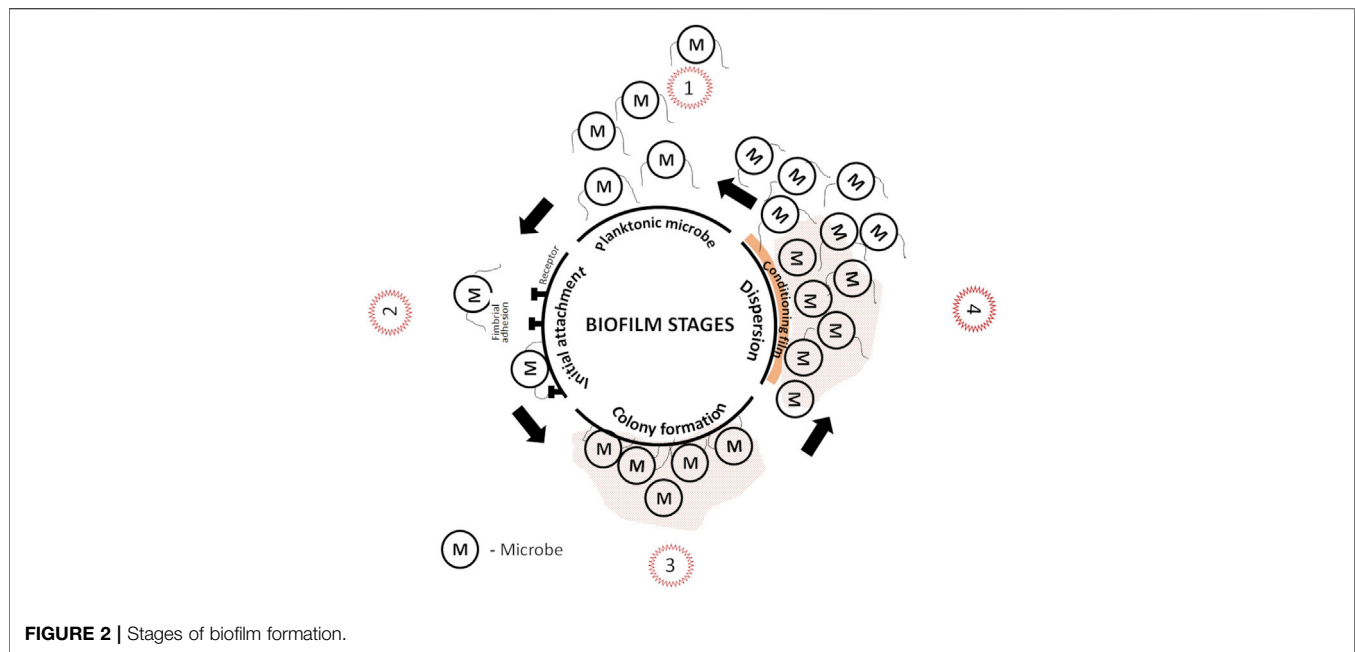 M
1
M
M
M
M
Planktonic microbe
M
M
M
M
M
M
M
M
M
M
M
M
Conditioning film
Dispersion
4
Receptor
Initial attachment
M
Fimbrial
adhesion
M
2
BIOFILM STAGES
Colony formation
M
M
M
M
M
3
M - Microbe
FIGURE 2 | Stages of biofilm formation.